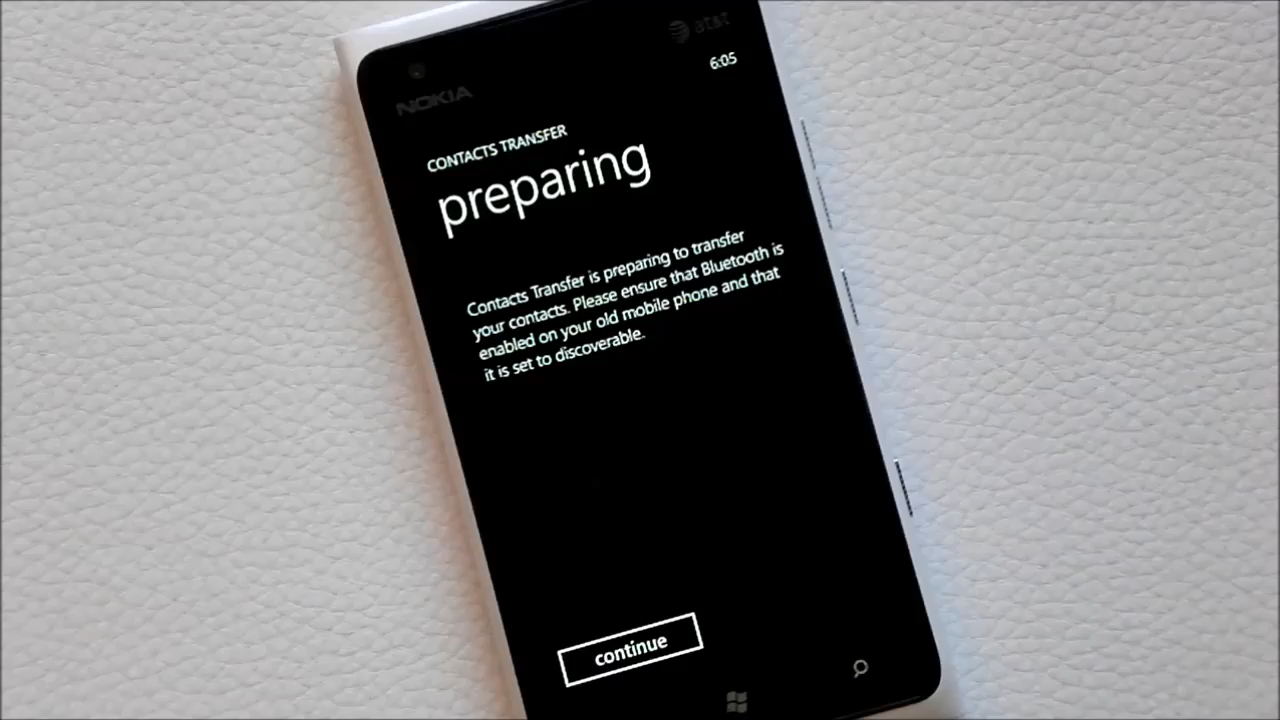 at&t
6:05
NOKIA
CONTACTS TRANSFER
preparing
Contacts Transfer is preparing to transfer
your contacts. Please ensure that Bluetooth is
enabled on your old mobile phone and that
it is set to discoverable.
continue